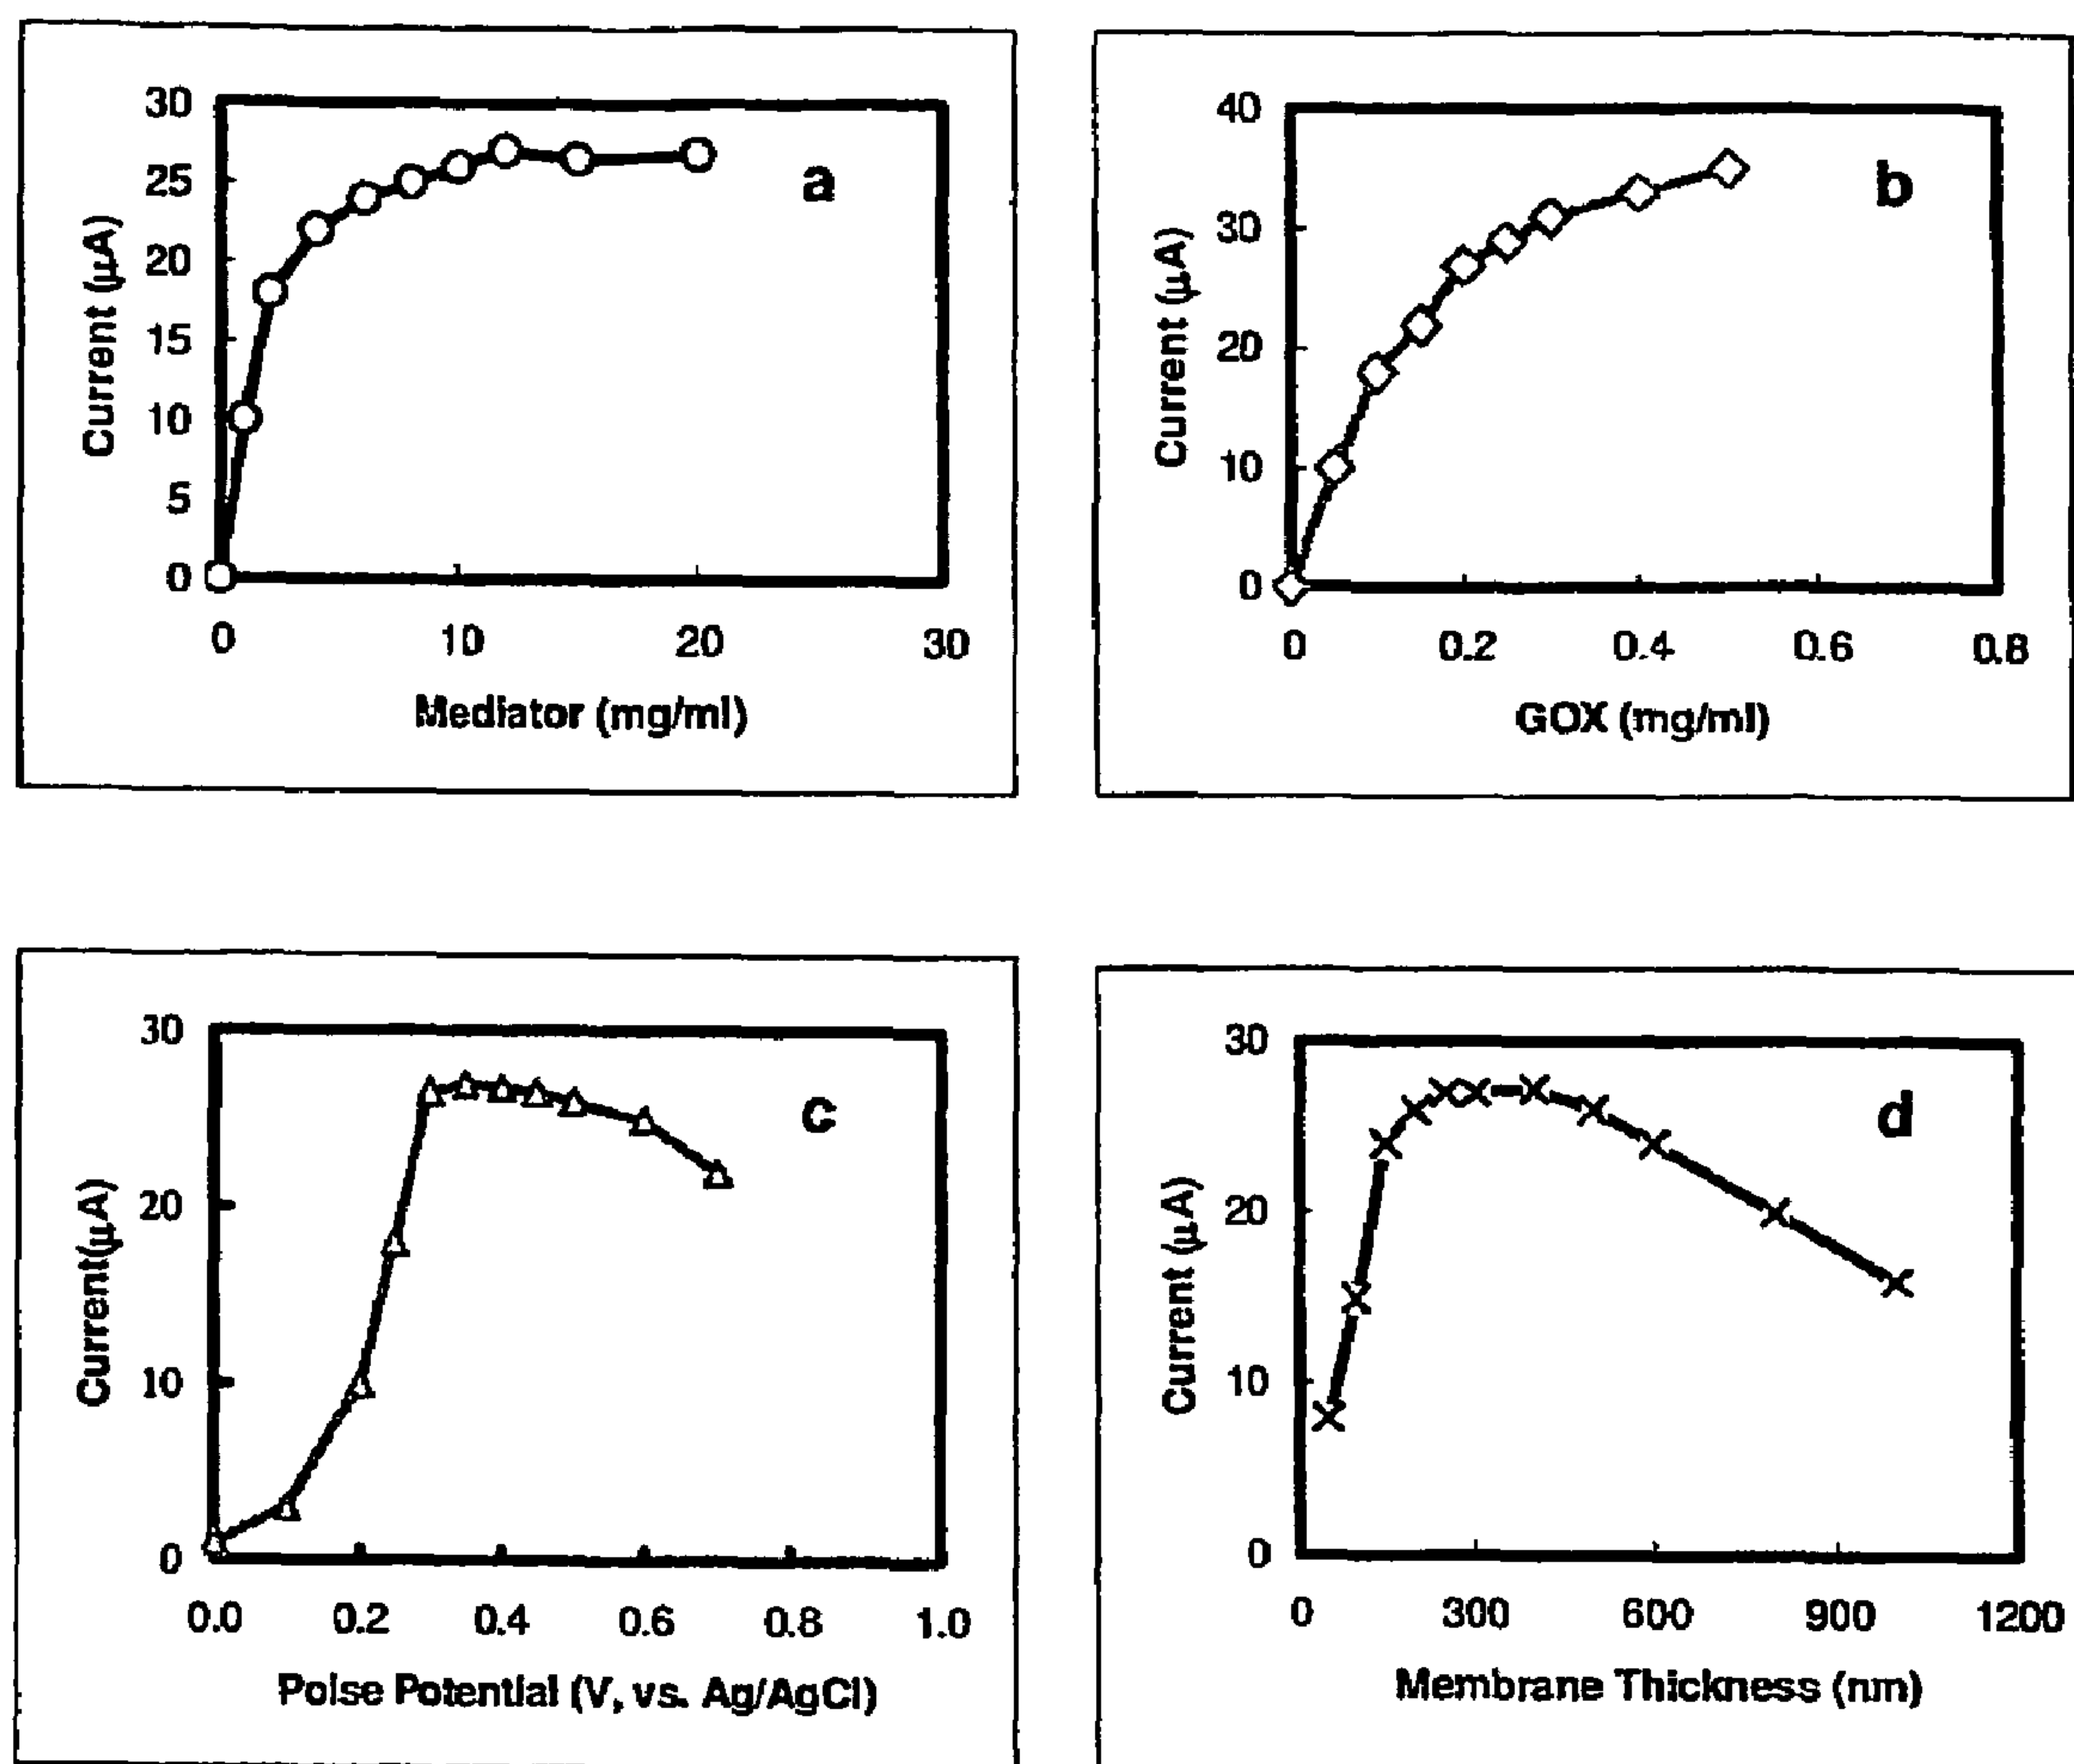 30
25
20
15
10
5
0
Current (µA)
a
0 10 20 30
Mediator (mg/ml)
40
30
20
10
0
Current (µA)
b
0 0.2 0.4 0.6 0.8
GOX (mg/ml)
30
20
10
0
Current(µA)
c
0.0 0.2 0.4 0.6 0.8 1.0
Poise Potential (V, vs. Ag/AgCl)
30
20
10
0
Current (µA)
d
0 300 600 900 1200
Membrane Thickness (nm)